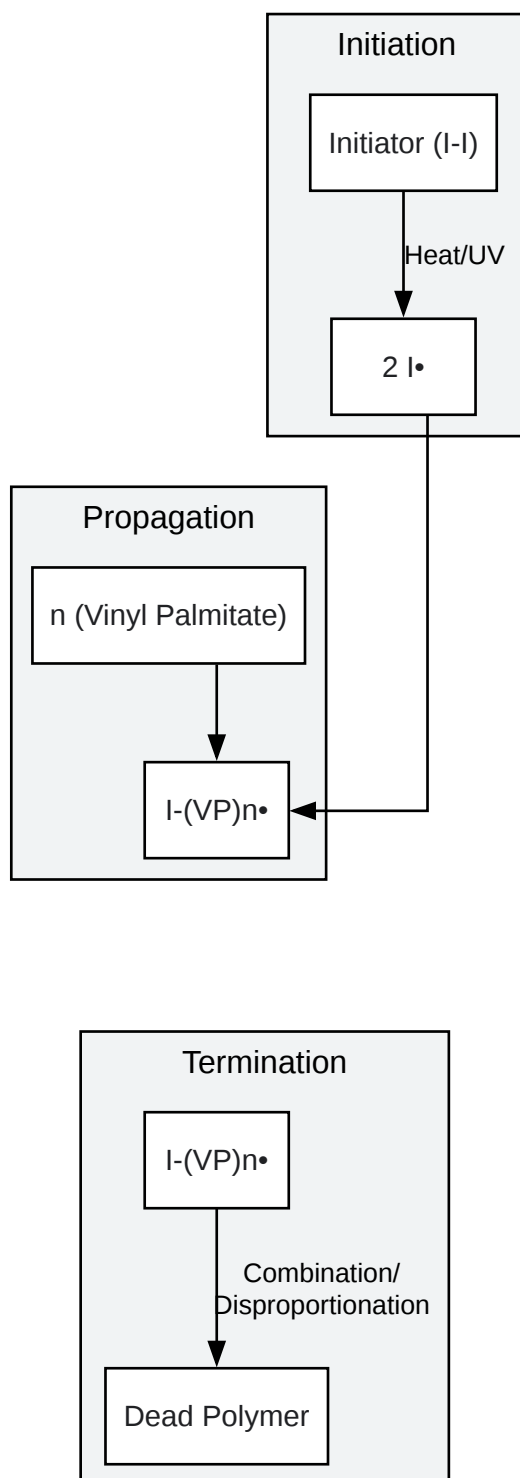 Initiation
Initiator (I-I)
Heat/UV
2 I•
Propagation
n (Vinyl Palmitate)
I-(VP)n•
Termination
I-(VP)n•
Combination/
Disproportionation
Dead Polymer